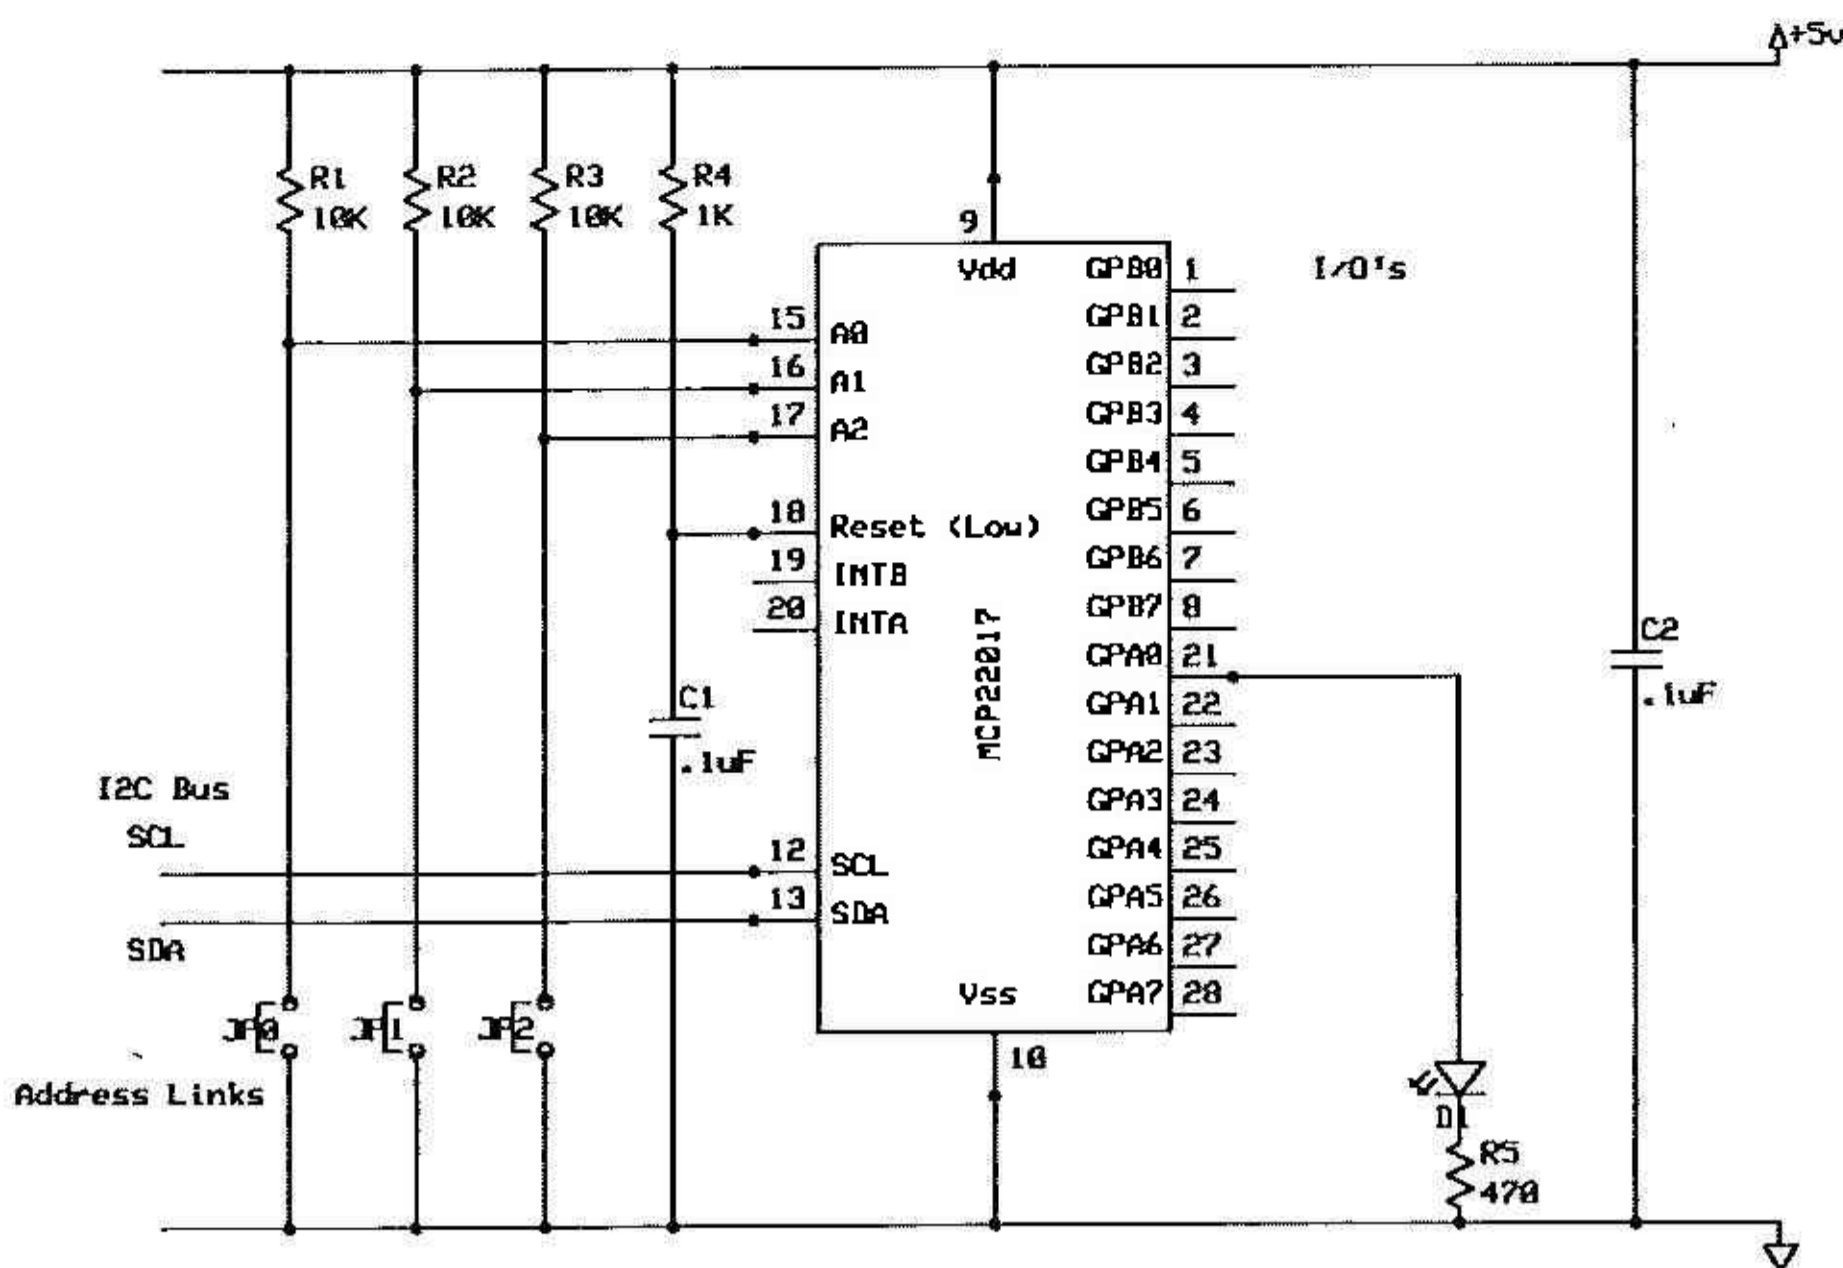 +5v
R1
10K
R2
10K
R3
10K
R4
1K
9
Vdd
I/O's
15 A0
16 A1
17 A2
18 Reset (Low)
19 INTB
20 INTA
GPB0 1
GPB1 2
GPB2 3
GPB3 4
GPB4 5
GPB5 6
GPB6 7
GPB7 8
GPA0 21
GPA1 22
GPA2 23
GPA3 24
GPA4 25
GPA5 26
GPA6 27
GPA7 28
MCP22017
C1
.1uF
C2
.1uF
I2C Bus
SCL
12 SCL
13 SDA
SDA
Vss
10
JP0
JP1
JP2
Address Links
D1
R5
470